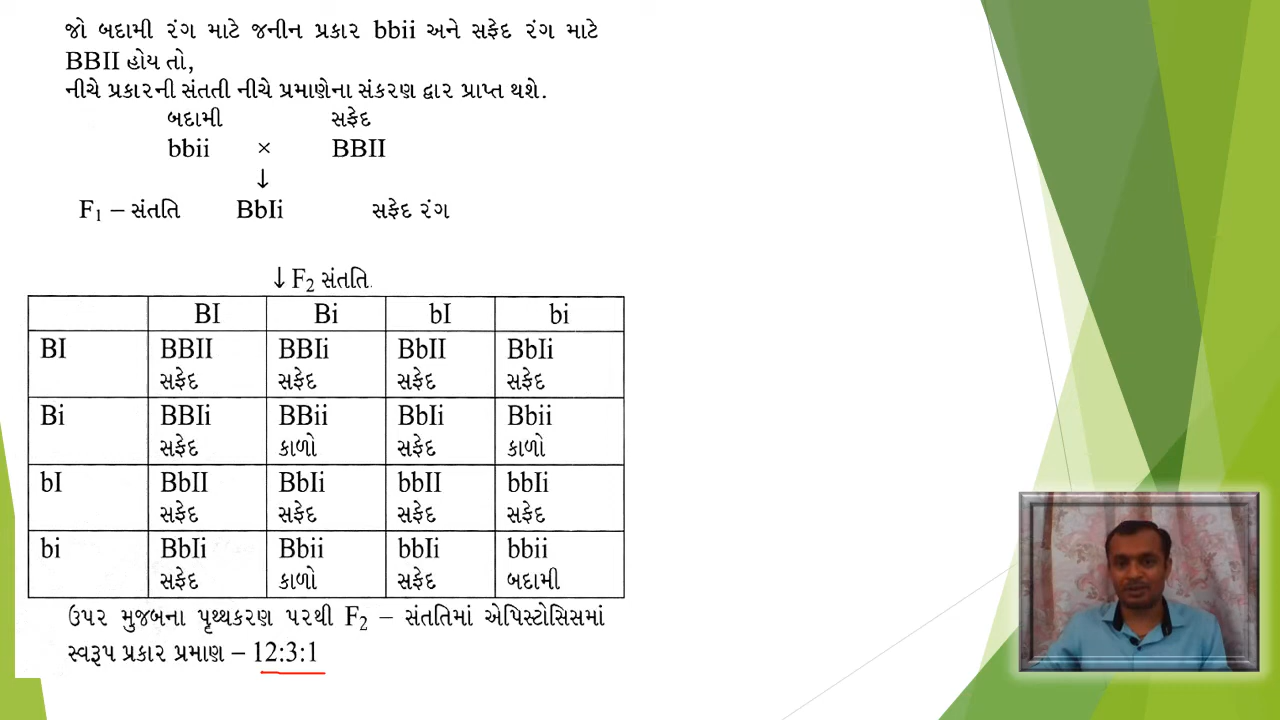 જો બદામી રંગ માટે જનીન પ્રકાર bbii અને સફેદ રંગ માટે
BBII હોય તો,
નીચે પ્રકારની સંતતી નીચે પ્રમાણેના સંકરણ દ્વાર પ્રાપ્ત થશે.
બદામી સફેદ
bbii × BBII
↓
F₁ – સંતતિ BbIi સફેદ રંગ
↓ F₂ સંતતિ.
BI Bi bI bi
BI BBII BBIi BbII BbIi
સફેદ સફેદ સફેદ સફેદ
Bi BBIi BBii BbIi Bbii
સફેદ કાળો સફેદ કાળો
bI BbII BbIi bbII bbIi
સફેદ સફેદ સફેદ સફેદ
bi BbIi Bbii bbIi bbii
સફેદ કાળો સફેદ બદામી
ઉપર મુજબના પૃથ્થકરણ પરથી F₂ – સંતતિમાં એપિસ્ટોસિસમાં
સ્વરૂપ પ્રકાર પ્રમાણ – 12:3:1